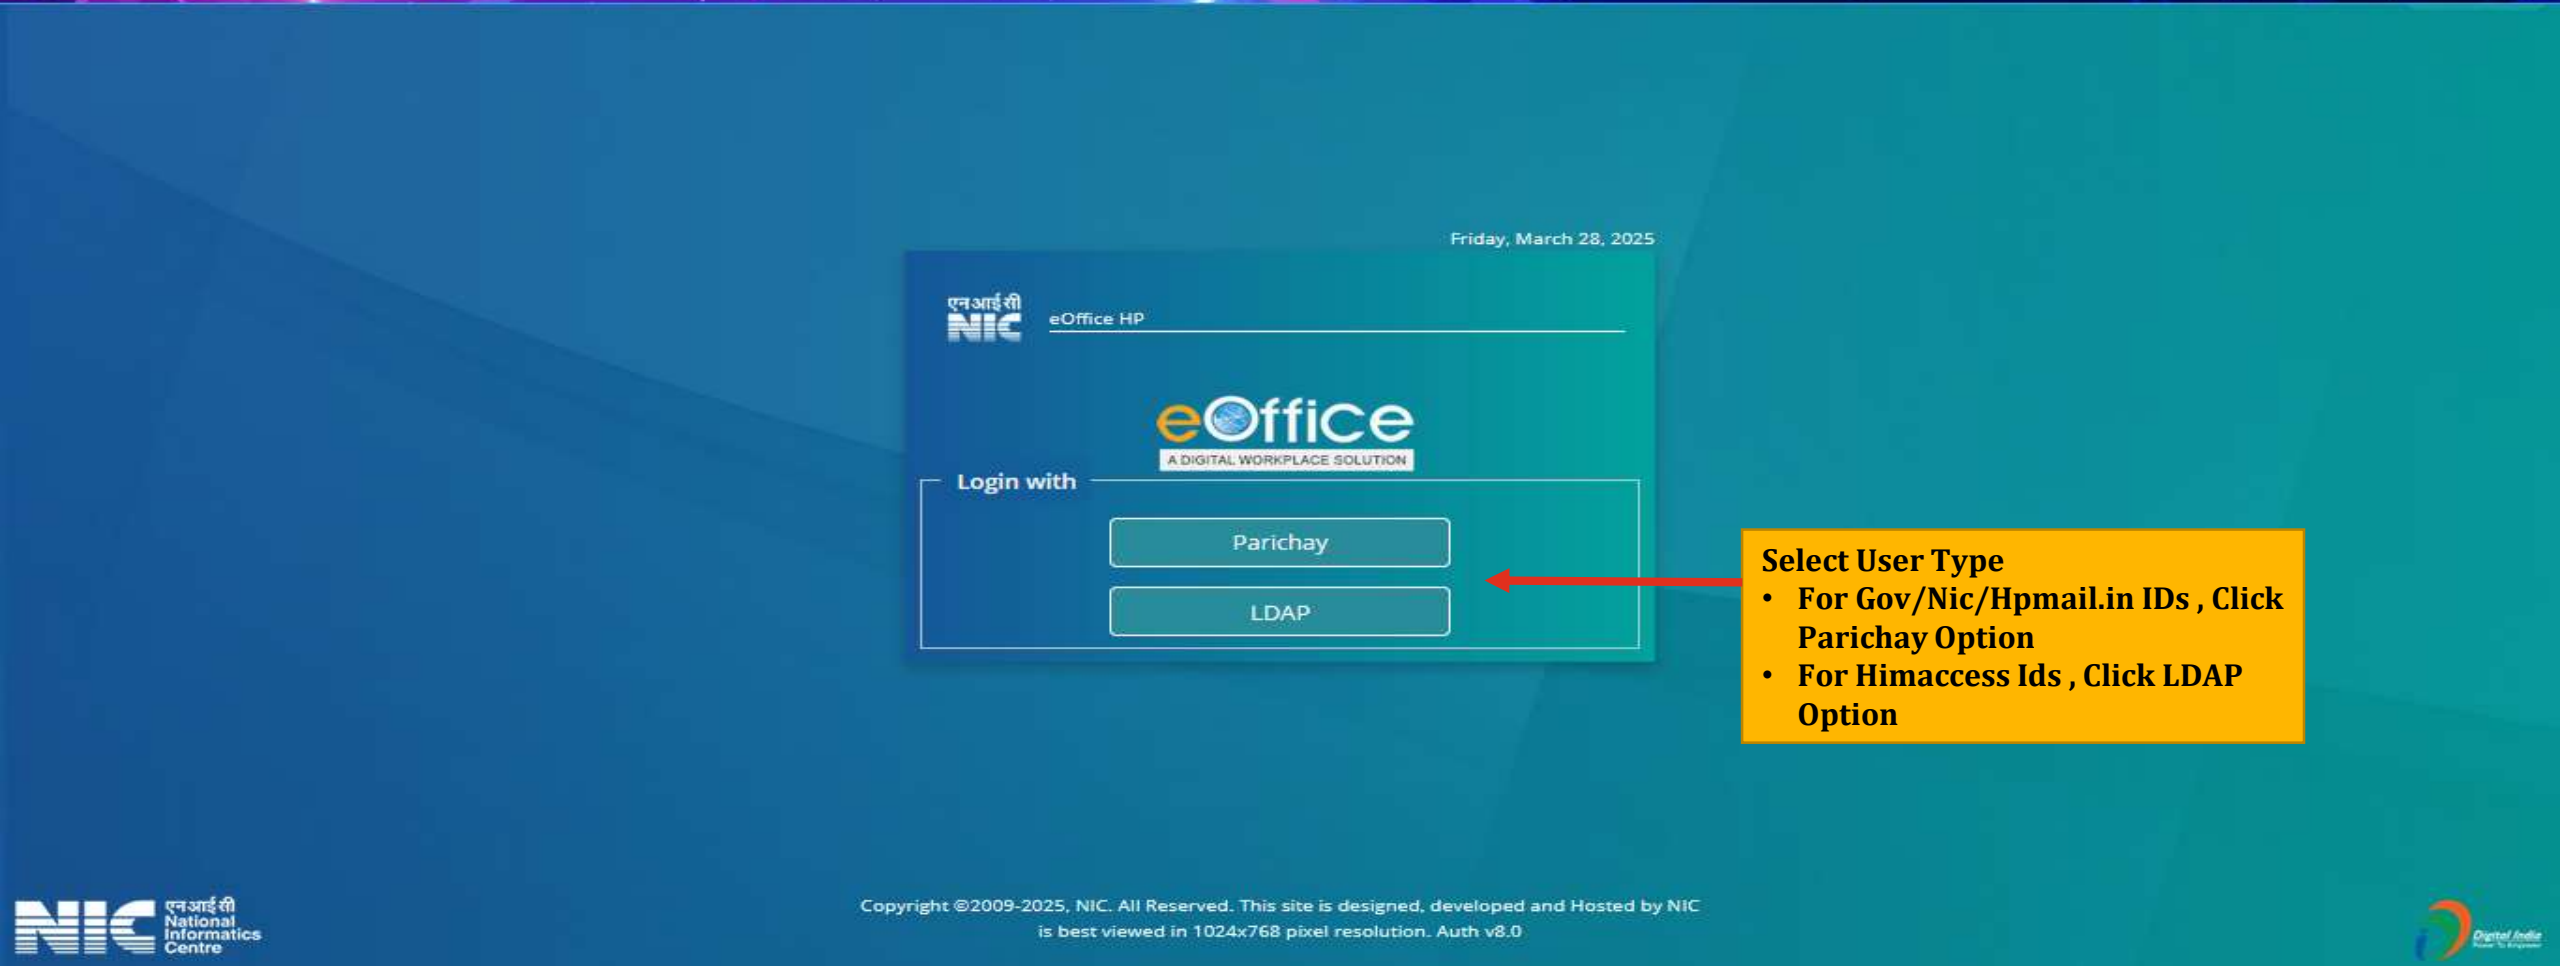 Friday, March 28, 2025
एनआईसी
NIC
eOffice HP
eOffice
A DIGITAL WORKPLACE SOLUTION
Login with
Parichay
LDAP
Select User Type
• For Gov/Nic/Hpmail.in IDs , Click
Parichay Option
• For Himaccess Ids , Click LDAP
Option
NIC
एनआईसी
National
Informatics
Centre
Copyright ©2009-2025, NIC. All Reserved. This site is designed, developed and Hosted by NIC
is best viewed in 1024x768 pixel resolution. Auth v8.0
Digital India
Power To Empower